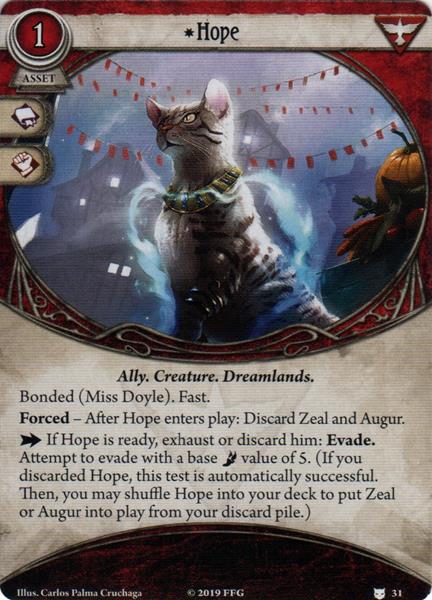 1
*Hope
ASSET
Ally. Creature. Dreamlands.
Bonded (Miss Doyle). Fast.
Forced – After Hope enters play: Discard Zeal and Augur.
If Hope is ready, exhaust or discard him: Evade.
Attempt to evade with a base value of 5. (If you
discarded Hope, this test is automatically successful.
Then, you may shuffle Hope into your deck to put Zeal
or Augur into play from your discard pile.)
Illus. Carlos Palma Cruchaga
© 2019 FFG
31